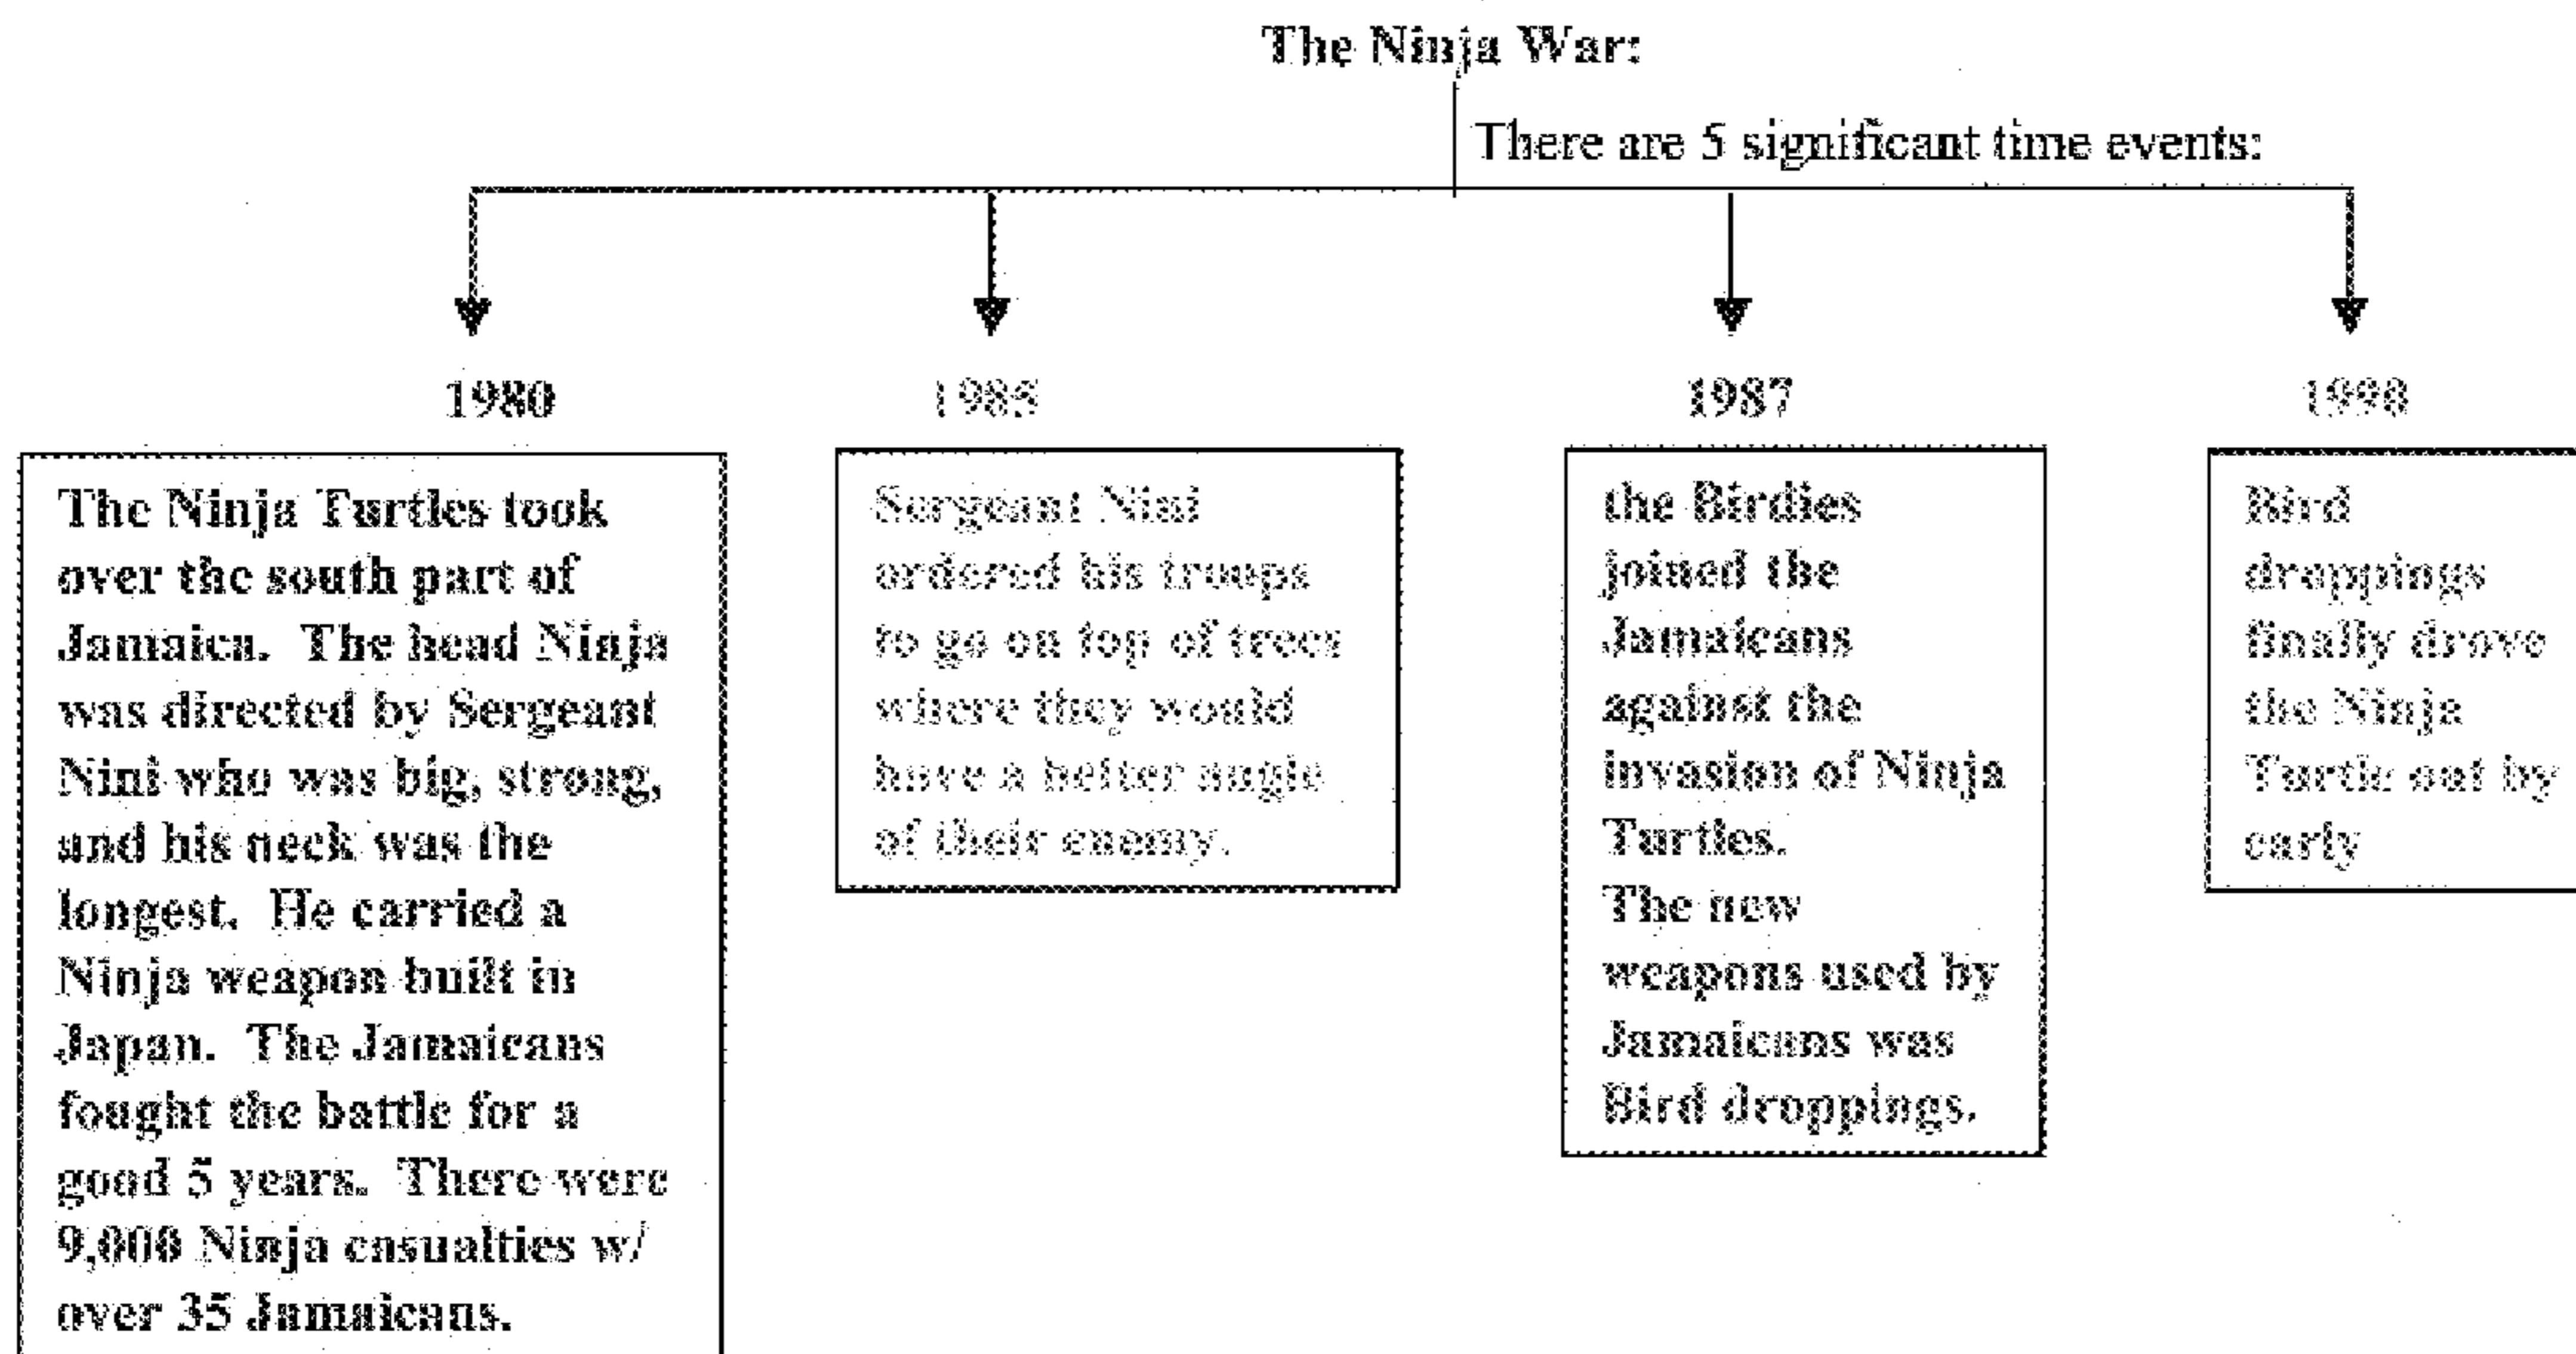 The Ninja War:
There are 5 significant time events:
1980
1985
1987
1990
The Ninja Turtles took
over the south part of
Jamaica. The head Ninja
was directed by Sergeant
Nini who was big, strong,
and his neck was the
longest. He carried a
Ninja weapon built in
Japan. The Jamaicans
fought the battle for a
good 5 years. There were
9,000 Ninja casualties w/
over 35 Jamaicans.
Sergeant Nini
ordered his troops
to go on top of trees
where they would
have a better angle
of their enemy.
the Birdies
joined the
Jamaicans
against the
invasion of Ninja
Turtles.
The new
weapons used by
Jamaicans was
Bird droppings.
Bird
droppings
finally drove
the Ninja
Turtle out by
early